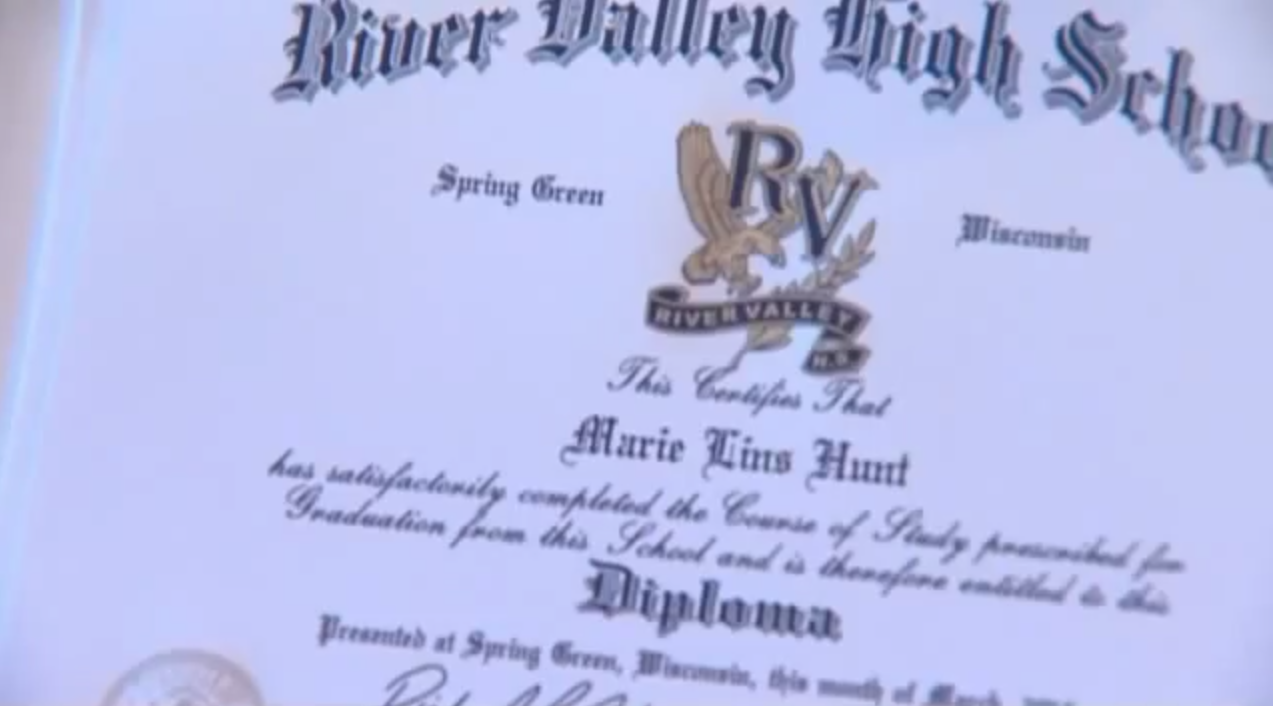 River Valley High Schoo
Spring Green
Wisconsin
RV
RIVER VALLEY
H.S.
This Certifies That
Marie Lins Hunt
has satisfactorily completed the Course of Study prescribed for
Graduation from this School and is therefore entitled to this
Diploma
Presented at Spring Green, Wisconsin, this month of March,